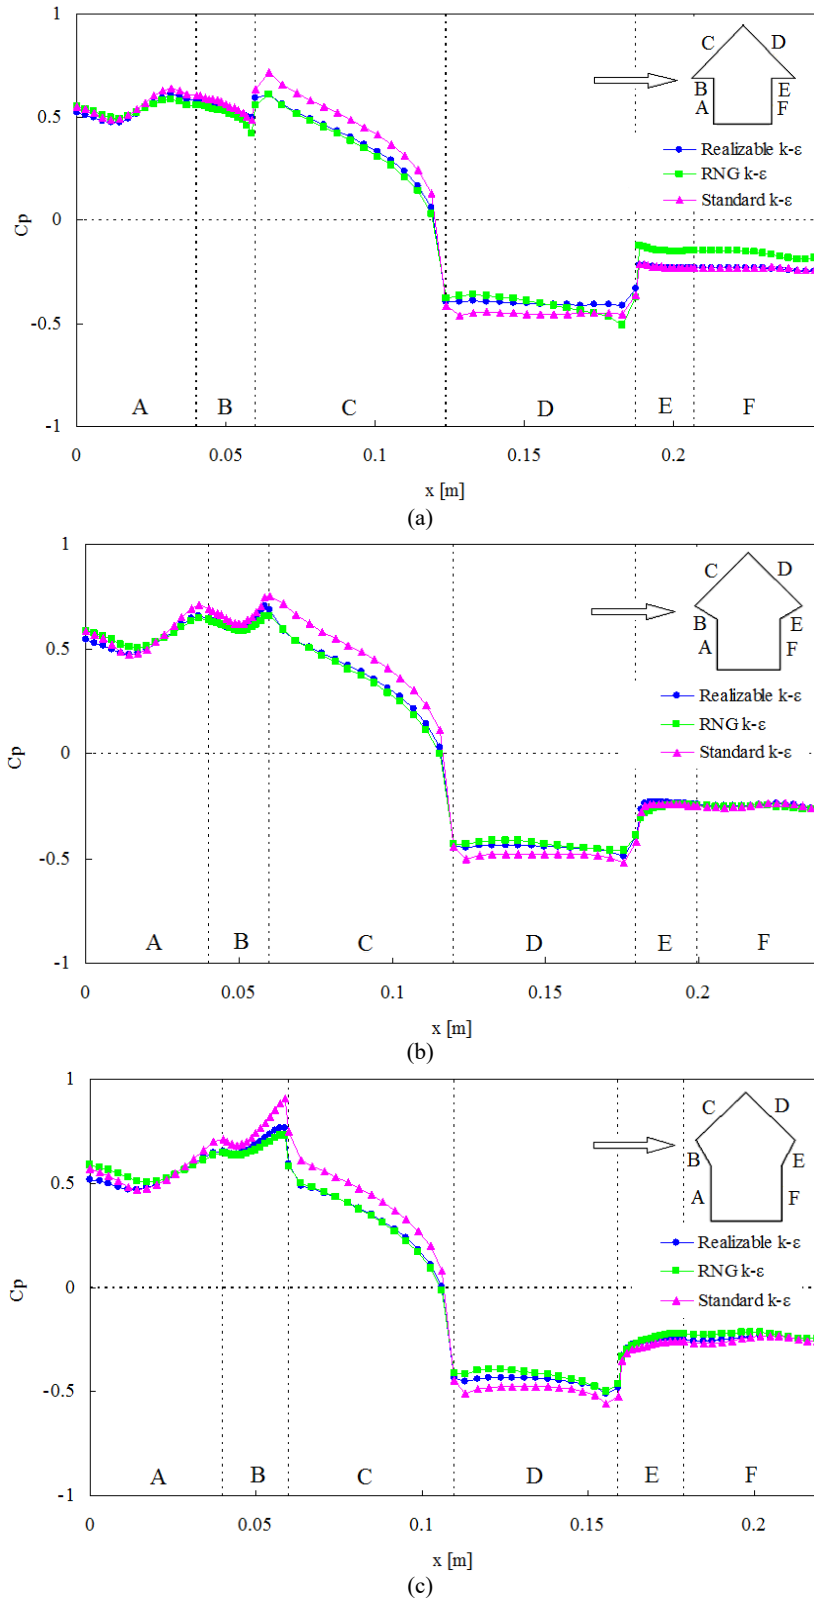 1
C D
B E
A F
0.5
Realizable k-ε
RNG k-ε
Standard k-ε
Cp
0
-0.5
A B C D E F
-1
0 0.05 0.1 0.15 0.2
x [m]
(a)
1
C D
B E
A F
0.5
Realizable k-ε
RNG k-ε
Standard k-ε
Cp
0
-0.5
A B C D E F
-1
0 0.05 0.1 0.15 0.2
x [m]
(b)
1
C D
B E
A F
0.5
Realizable k-ε
RNG k-ε
Standard k-ε
Cp
0
-0.5
A B C D E F
-1
0 0.05 0.1 0.15 0.2
x [m]
(c)